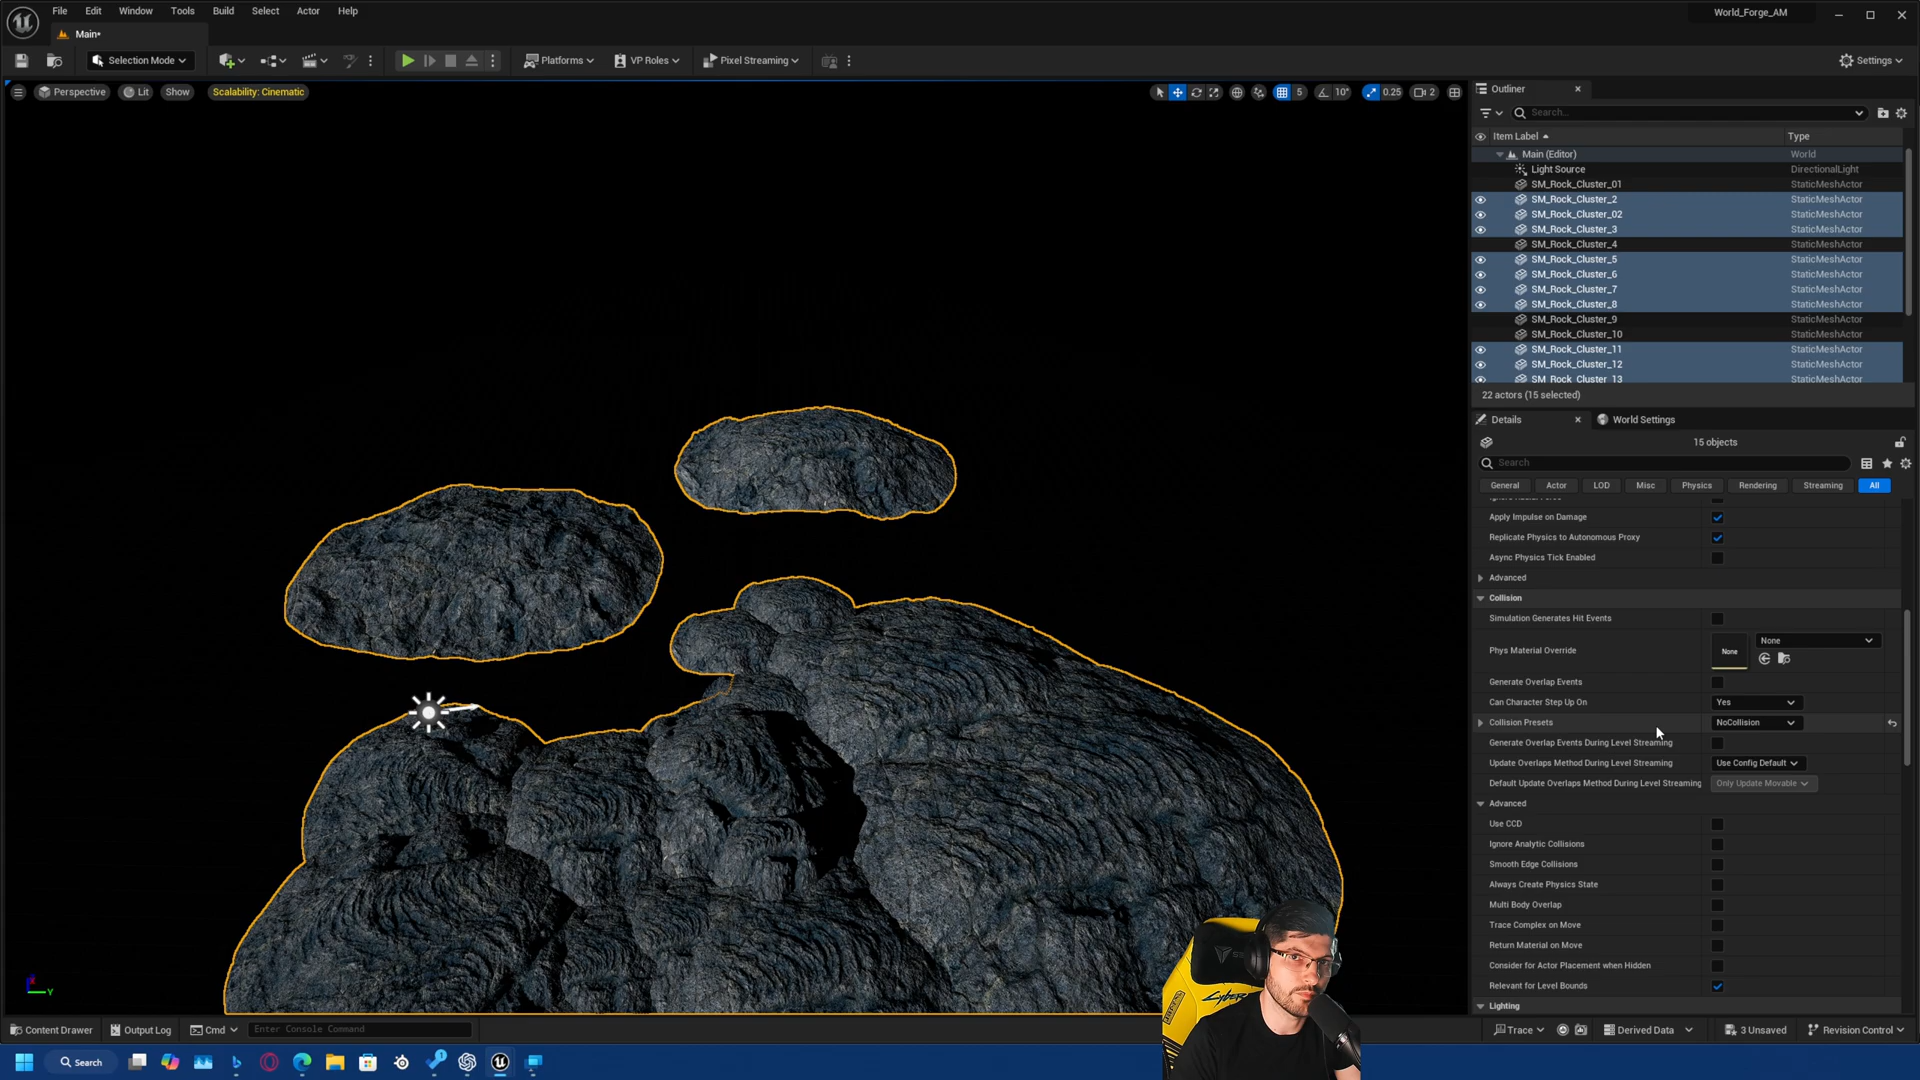 File Edit Window Tools Build Select Actor Help
World_Forge_AM
Main*
Selection Mode
Platforms
VP Roles
Pixel Streaming
Settings
Perspective
Lit
Show
Scalability: Cinematic
5
10°
0.25
2
Outliner
Search...
Item Label
Type
Main (Editor) World
Light Source DirectionalLight
SM_Rock_Cluster_01 StaticMeshActor
SM_Rock_Cluster_2 StaticMeshActor
SM_Rock_Cluster_02 StaticMeshActor
SM_Rock_Cluster_3 StaticMeshActor
SM_Rock_Cluster_4 StaticMeshActor
SM_Rock_Cluster_5 StaticMeshActor
SM_Rock_Cluster_6 StaticMeshActor
SM_Rock_Cluster_7 StaticMeshActor
SM_Rock_Cluster_8 StaticMeshActor
SM_Rock_Cluster_9 StaticMeshActor
SM_Rock_Cluster_10 StaticMeshActor
SM_Rock_Cluster_11 StaticMeshActor
SM_Rock_Cluster_12 StaticMeshActor
SM_Rock_Cluster_13 StaticMeshActor
22 actors (15 selected)
Details
World Settings
15 objects
Search
General Actor LOD Misc Physics Rendering Streaming All
Apply Impulse on Damage
Replicate Physics to Autonomous Proxy
Async Physics Tick Enabled
Advanced
Collision
Simulation Generates Hit Events
Phys Material Override None None
Generate Overlap Events
Can Character Step Up On Yes
Collision Presets NoCollision
Generate Overlap Events During Level Streaming
Update Overlaps Method During Level Streaming Use Config Default
Default Update Overlaps Method During Level Streaming Only Update Movable
Advanced
Use CCD
Ignore Analytic Collisions
Smooth Edge Collisions
Always Create Physics State
Multi Body Overlap
Trace Complex on Move
Return Material on Move
Consider for Actor Placement when Hidden
Relevant for Level Bounds
Lighting
Y
Content Drawer
Output Log
Cmd
Enter Console Command
Trace
Derived Data
3 Unsaved
Revision Control
Search